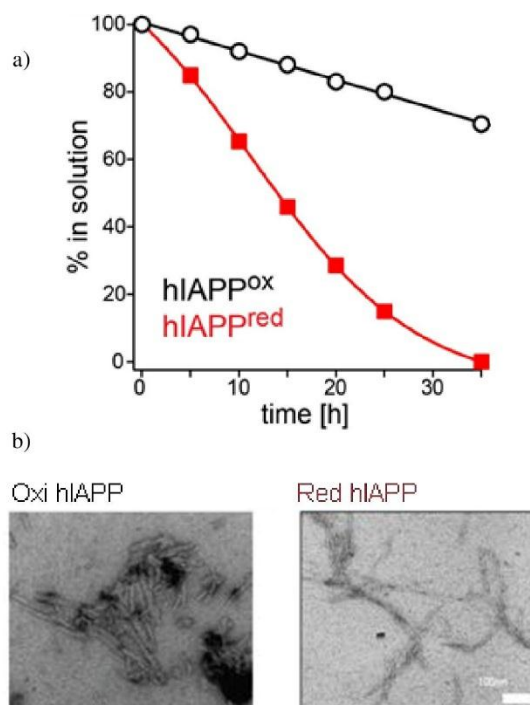 a)
100
80
60
40
20
0
% in solution
hIAPPox
hIAPPred
0 10 20 30
time [h]
b)
Oxi hIAPP Red hIAPP
100nm